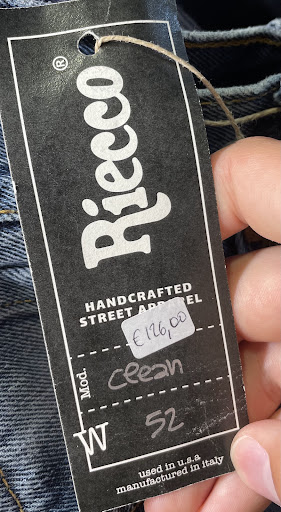 Riecco®
HANDCRAFTED
STREET APPAREL
€126,00
Mod. ceean
W 52
used in u.s.a
manufactured in italy